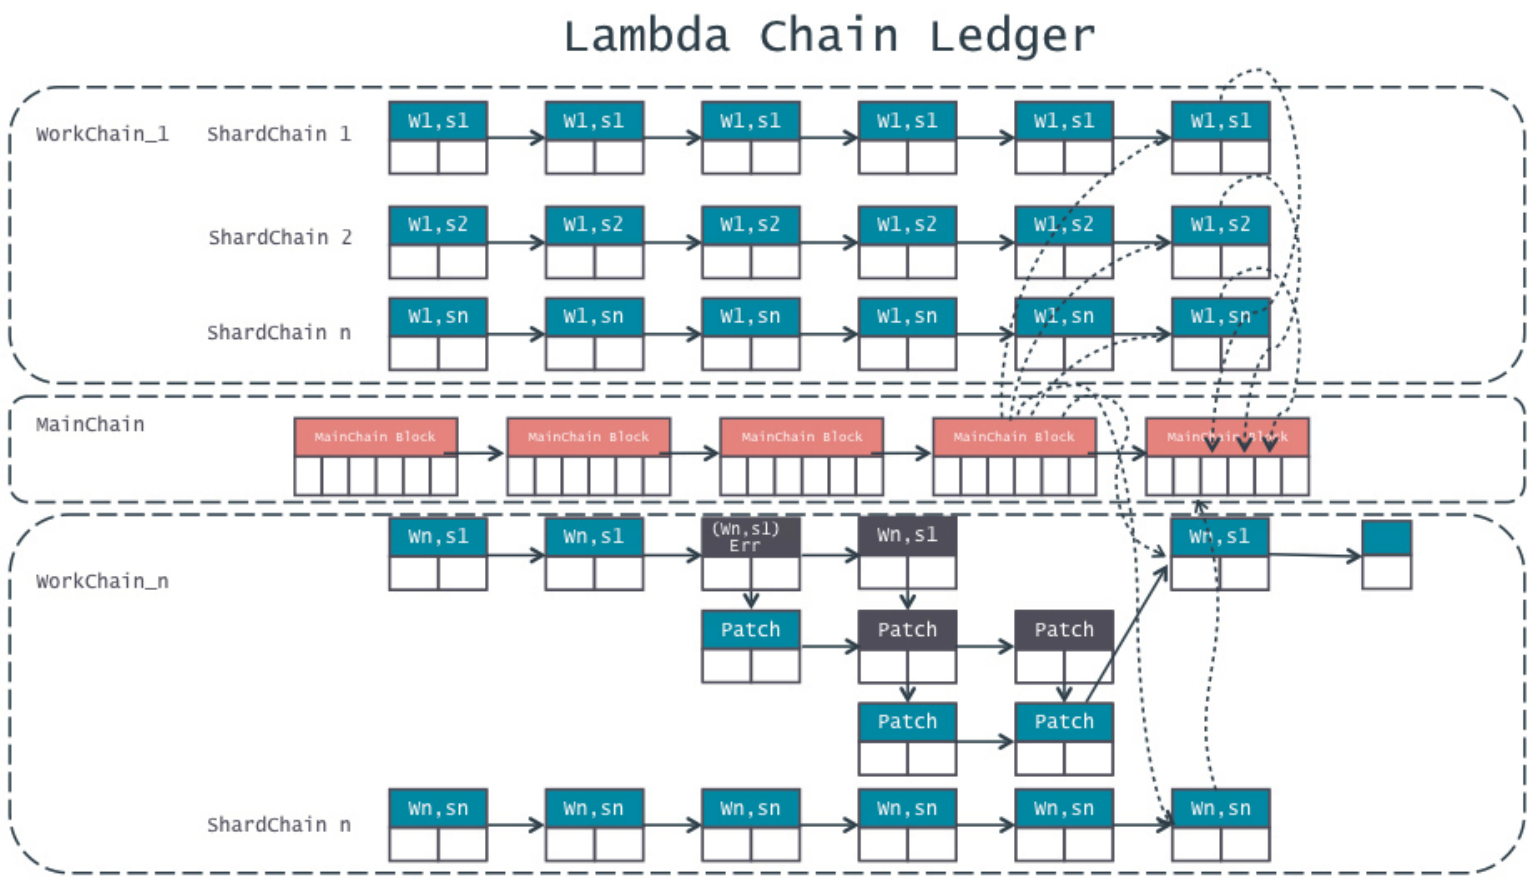 Lambda Chain Ledger
WorkChain_1 ShardChain 1 W1,s1 W1,s1 W1,s1 W1,s1 W1,s1 W1,s1
ShardChain 2 W1,s2 W1,s2 W1,s2 W1,s2 W1,s2 W1,s2
ShardChain n W1,sn W1,sn W1,sn W1,sn W1,sn W1,sn
MainChain
MainChain Block MainChain Block MainChain Block MainChain Block MainChain Block
Wn,s1 Wn,s1 (Wn,s1) Wn,s1 Wn,s1
Err
WorkChain_n
Patch Patch Patch
Patch Patch
ShardChain n Wn,sn Wn,sn Wn,sn Wn,sn Wn,sn Wn,sn